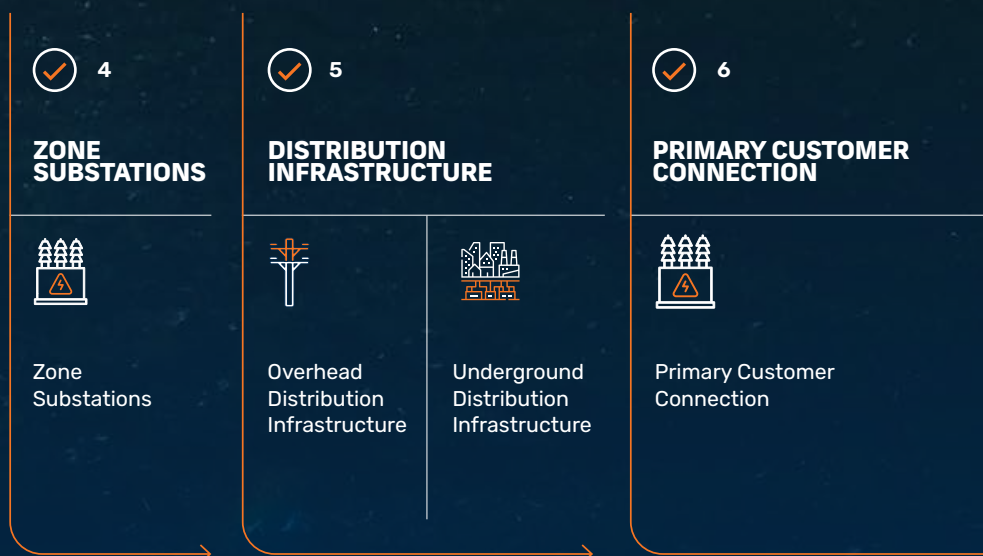 4
ZONE
SUBSTATIONS
Zone
Substations
5
DISTRIBUTION
INFRASTRUCTURE
Overhead
Distribution
Infrastructure
Underground
Distribution
Infrastructure
6
PRIMARY CUSTOMER
CONNECTION
Primary Customer
Connection